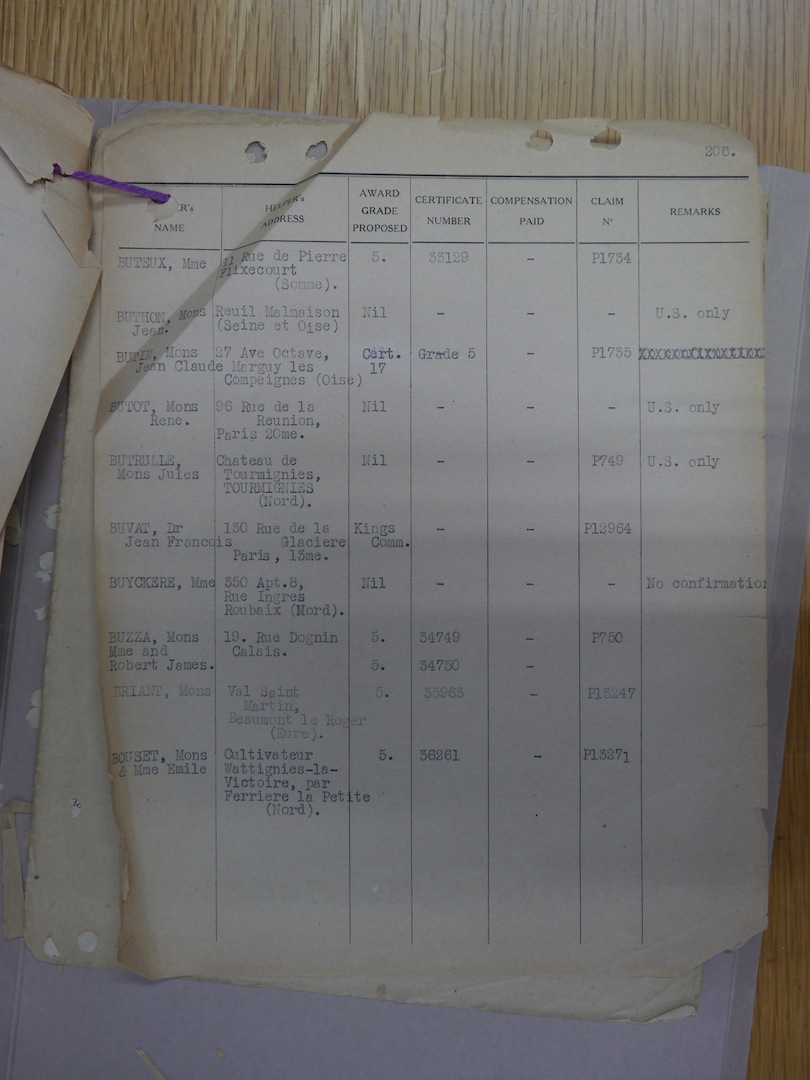 206.
ER's NAME | HELPER's ADDRESS | AWARD GRADE PROPOSED | CERTIFICATE NUMBER | COMPENSATION PAID | CLAIM Nº | REMARKS
BUTEUX, Mme | 11 Rue de Pierre | 5. | 33129 | - | P1734
Flixecourt
(Somme).
BUTHON, Mons | Reuil Malmaison | Nil | - | - | - | U.S. only
Jean. | (Seine et Oise)
BUTIN, Mons | 27 Ave Octave, | Cert. | Grade 5 | - | P1735
Jean Claude | Marguy les | 17
Compeignes (Oise)
BUTOT, Mons | 96 Rue de la | Nil | - | - | - | U.S. only
Rene. | Reunion,
Paris 20me.
BUTRULLE, | Chateau de | Nil | - | - | P749 | U.S. only
Mons Jules | Tourmignies,
TOURMIGNIES
(Nord).
BUVAT, Dr | 130 Rue de la | Kings | - | - | P12964
Jean Francois | Glaciere | Comm.
Paris, 13me.
BUYCKERE, Mme | 350 Apt.8, | Nil | - | - | - | No confirmation
Rue Ingres
Roubaix (Nord).
BUZZA, Mons | 19. Rue Dognin | 5. | 34749 | - | P750
Mme and | Calais.
Robert James. | 5. | 34750 | -
BRIANT, Mons | Val Saint | 5. | 35963 | - | P13247
Martin,
Beaumont le Roger
(Eure).
BOUSET, Mons | Cultivateur | 5. | 36261 | - | P13271
& Mme Emile | Wattignies-la-
Victoire, par
Ferriere la Petite
(Nord).